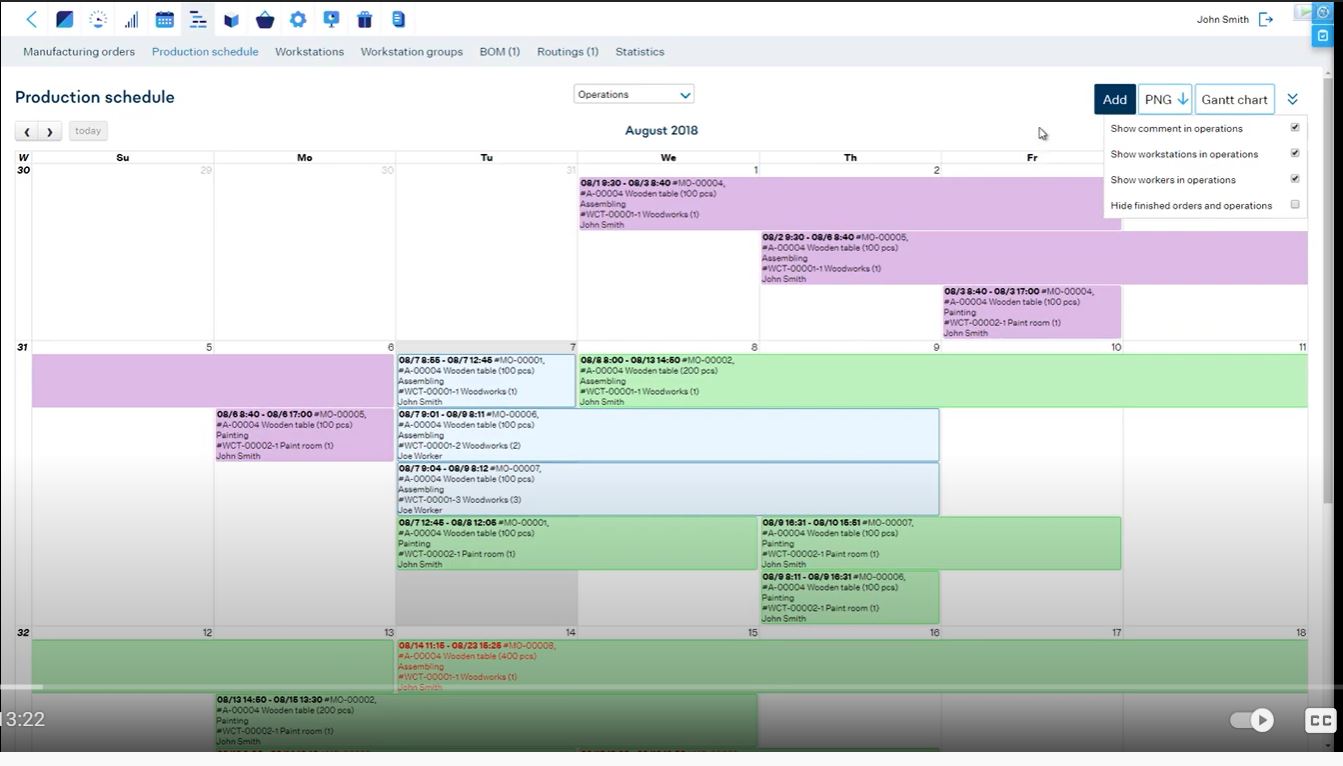 John Smith
Manufacturing orders Production schedule Workstations Workstation groups BOM (1) Routings (1) Statistics
Production schedule
Operations
Add PNG Gantt chart
today
August 2018
Show comment in operations
Show workstations in operations
Show workers in operations
Hide finished orders and operations
W Su Mo Tu We Th Fr
30 29 30 31 1 2
08/1 9:30 - 08/3 8:40 #MO-00004,
#A-00004 Wooden table (100 pcs)
Assembling
#WCT-00001-1 Woodworks (1)
John Smith
08/2 9:30 - 08/6 8:40 #MO-00005,
#A-00004 Wooden table (100 pcs)
Assembling
#WCT-00001-1 Woodworks (1)
John Smith
08/3 8:40 - 08/3 17:00 #MO-00004,
#A-00004 Wooden table (100 pcs)
Painting
#WCT-00002-1 Paint room (1)
John Smith
31 5 6 7 8 9 10 11
08/7 8:55 - 08/7 12:45 #MO-00001,
#A-00004 Wooden table (100 pcs)
Assembling
#WCT-00001-1 Woodworks (1)
John Smith
08/8 8:00 - 08/13 14:50 #MO-00002,
#A-00004 Wooden table (200 pcs)
Assembling
#WCT-00001-1 Woodworks (1)
John Smith
08/6 8:40 - 08/6 17:00 #MO-00005,
#A-00004 Wooden table (100 pcs)
Painting
#WCT-00002-1 Paint room (1)
John Smith
08/7 9:01 - 08/9 8:11 #MO-00006,
#A-00004 Wooden table (100 pcs)
Assembling
#WCT-00001-2 Woodworks (2)
Joe Worker
08/7 9:04 - 08/9 8:12 #MO-00007,
#A-00004 Wooden table (100 pcs)
Assembling
#WCT-00001-3 Woodworks (3)
Joe Worker
08/7 12:45 - 08/8 12:05 #MO-00001,
#A-00004 Wooden table (100 pcs)
Painting
#WCT-00002-1 Paint room (1)
John Smith
08/9 16:31 - 08/10 15:51 #MO-00007,
#A-00004 Wooden table (100 pcs)
Painting
#WCT-00002-1 Paint room (1)
John Smith
08/9 8:11 - 08/9 16:31 #MO-00006,
#A-00004 Wooden table (100 pcs)
Painting
#WCT-00002-1 Paint room (1)
John Smith
32 12 13 14 15 16 17 18
08/14 11:15 - 08/23 15:25 #MO-00008,
#A-00004 Wooden table (400 pcs)
Assembling
#WCT-00001-1 Woodworks (1)
John Smith
08/13 14:50 - 08/15 13:30 #MO-00002,
#A-00004 Wooden table (200 pcs)
Painting
#WCT-00002-1 Paint room (1)
John Smith
13:22
CC